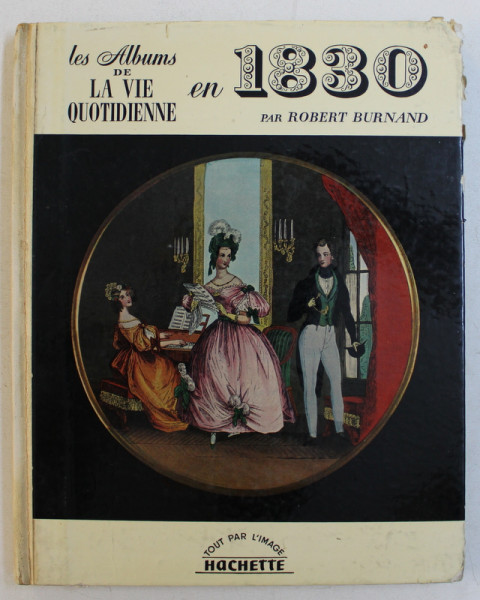 les Albums
DE
LA VIE
QUOTIDIENNE
en 1830
PAR ROBERT BURNAND
TOUT PAR L'IMAGE
HACHETTE